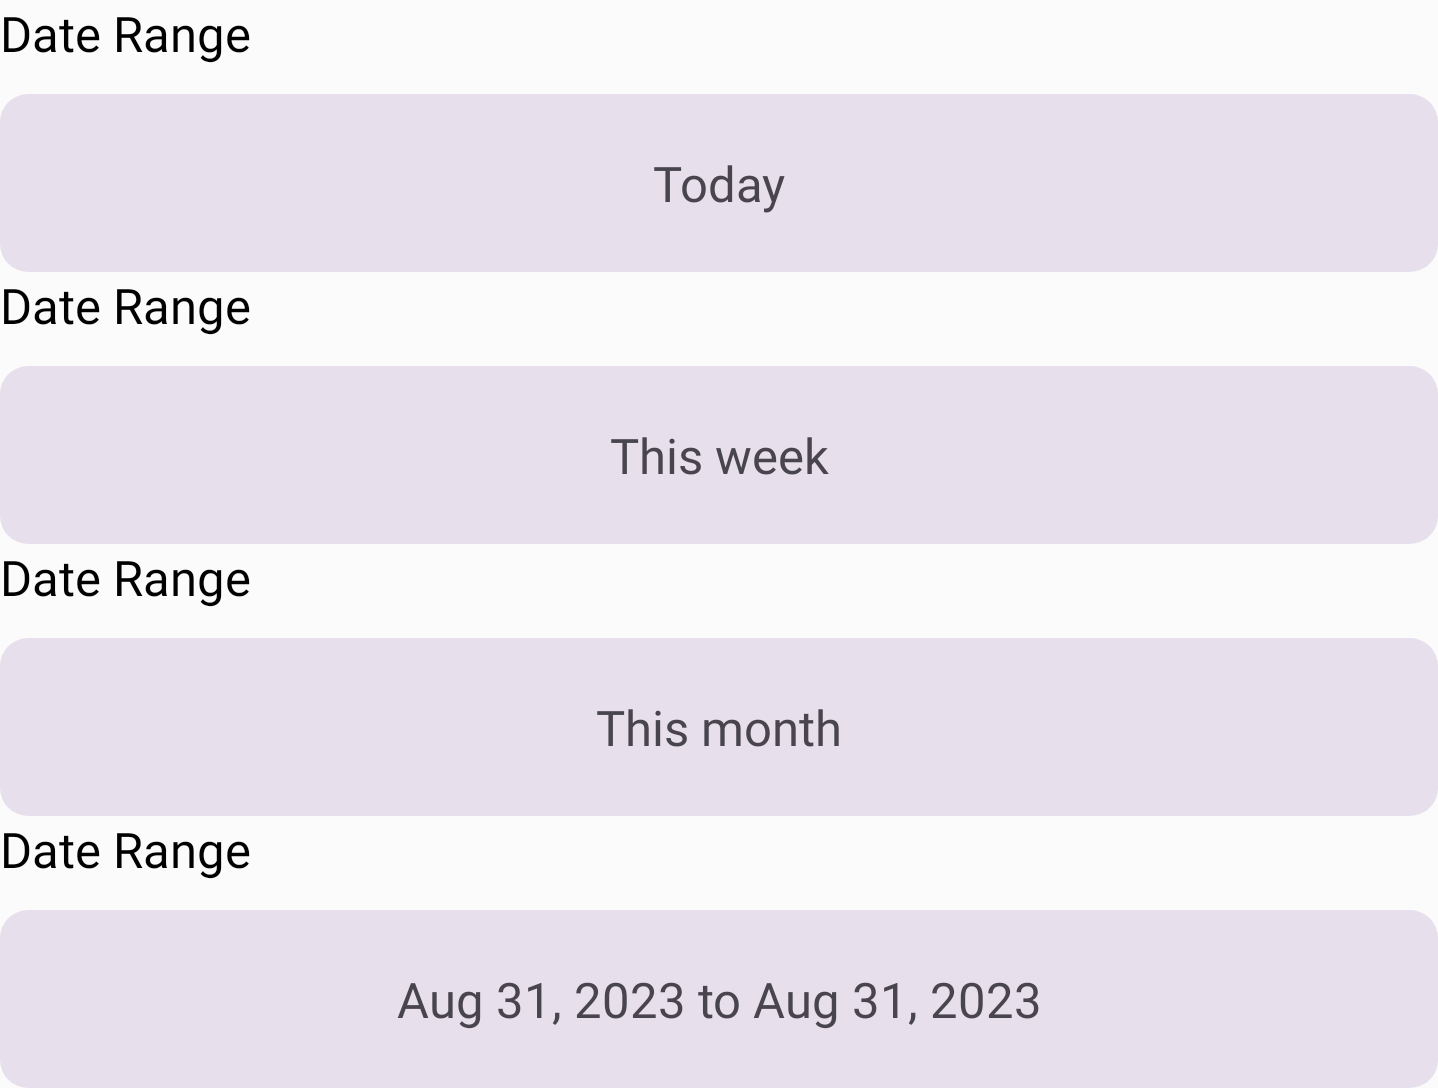 Date Range
Today
Date Range
This week
Date Range
This month
Date Range
Aug 31, 2023 to Aug 31, 2023